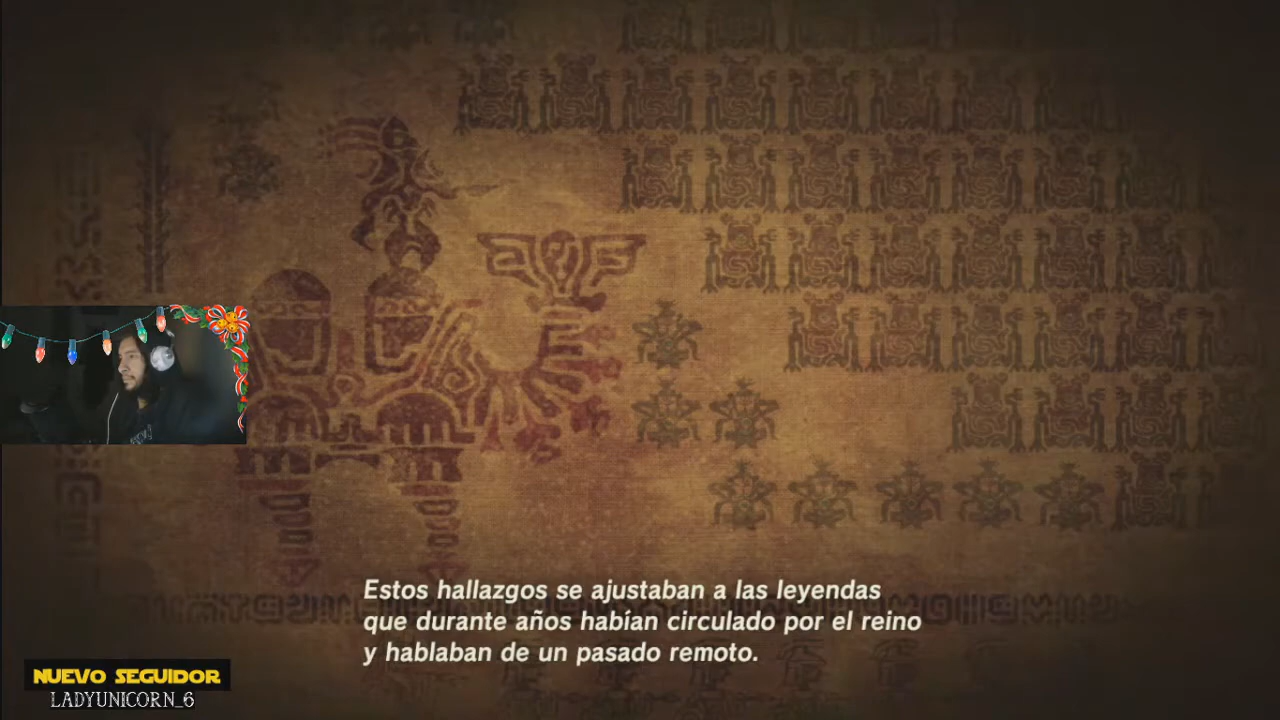 Estos hallazgos se ajustaban a las leyendas
que durante años habían circulado por el reino
y hablaban de un pasado remoto.
NUEVO SEGUIDOR
LADYUNICORN_6